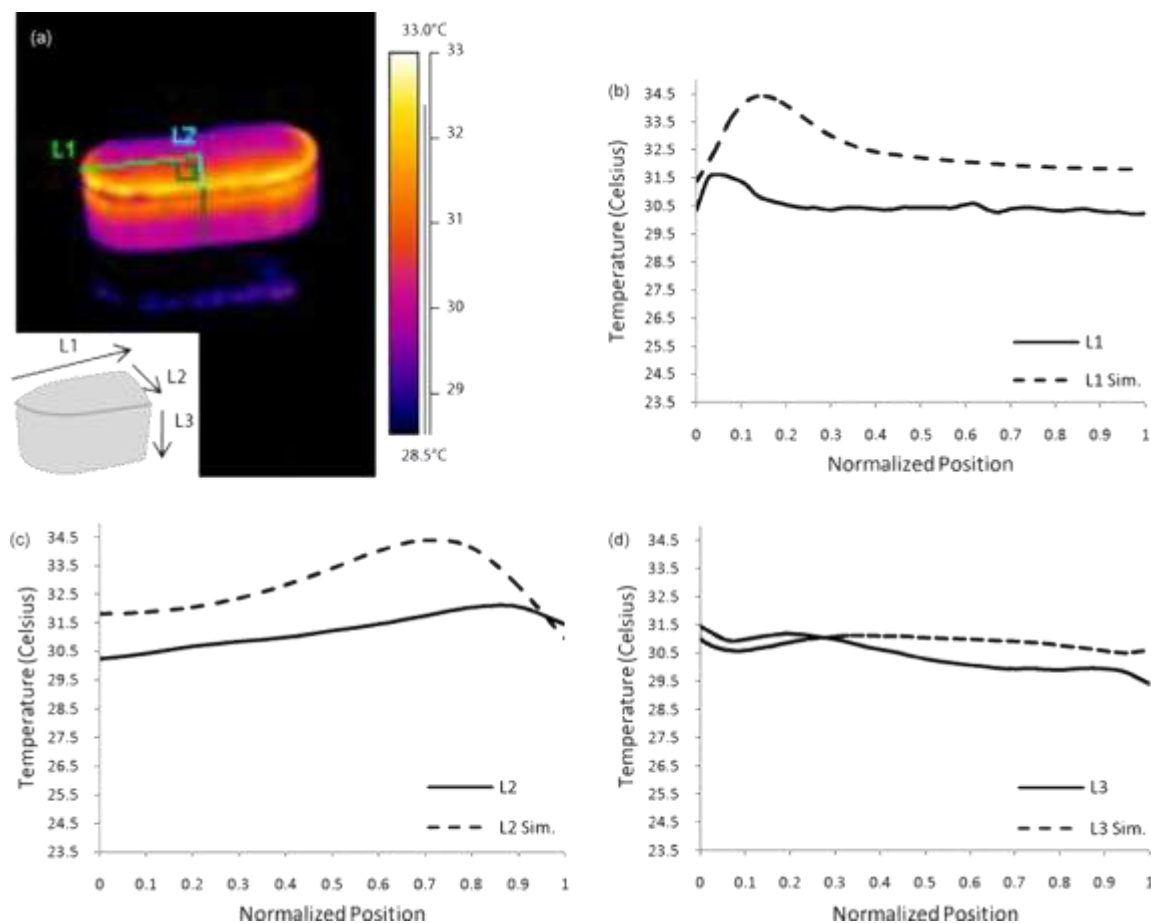 (a)
33.0°C
33
32
31
30
29
28.5°C
L1
L2
L1
L2
L3
(b)
Temperature (Celsius)
34.5
33.5
32.5
31.5
30.5
29.5
28.5
27.5
26.5
25.5
24.5
23.5
L1
L1 Sim.
0 0.1 0.2 0.3 0.4 0.5 0.6 0.7 0.8 0.9 1
Normalized Position
(c)
Temperature (Celsius)
34.5
33.5
32.5
31.5
30.5
29.5
28.5
27.5
26.5
25.5
24.5
23.5
L2
L2 Sim.
0 0.1 0.2 0.3 0.4 0.5 0.6 0.7 0.8 0.9 1
Normalized Position
(d)
Temperature (Celsius)
34.5
33.5
32.5
31.5
30.5
29.5
28.5
27.5
26.5
25.5
24.5
23.5
L3
L3 Sim.
0 0.1 0.2 0.3 0.4 0.5 0.6 0.7 0.8 0.9 1
Normalized Position